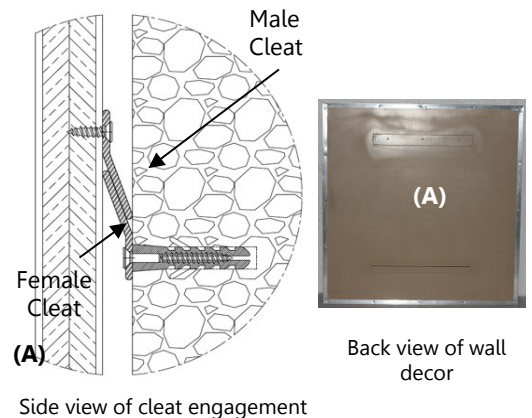 Male
Cleat
Female
Cleat
(A)
Side view of cleat engagement
(A)
Back view of wall
decor